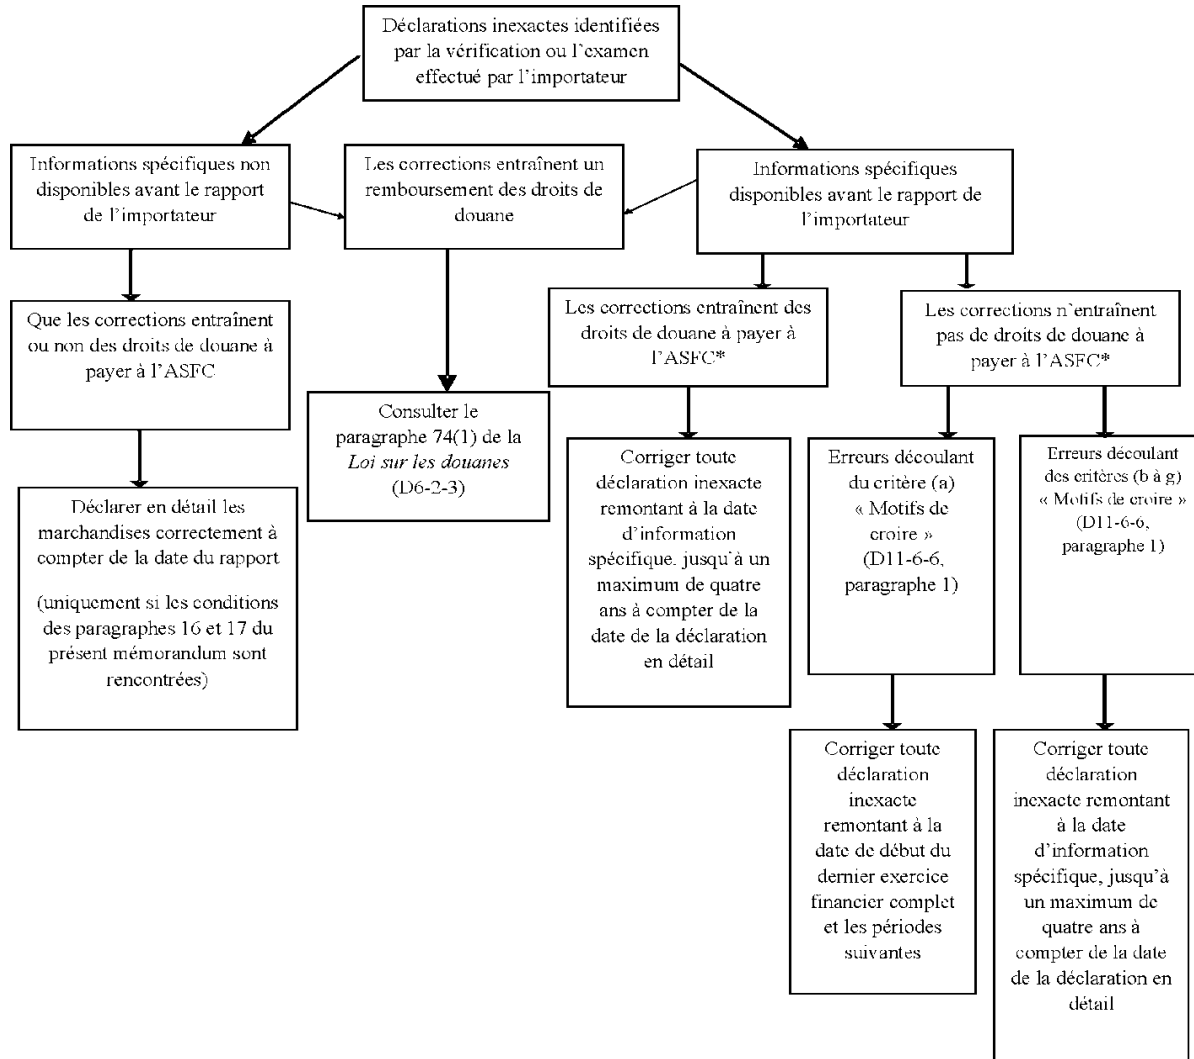 Déclarations inexactes identifiées
par la vérification ou l'examen
effectué par l'importateur
Informations spécifiques non
disponibles avant le rapport
de l'importateur
Les corrections entraînent un
remboursement des droits de
douane
Informations spécifiques
disponibles avant le rapport de
l'importateur
Que les corrections entraînent
ou non des droits de douane à
payer à l'ASFC
Les corrections entraînent des
droits de douane à payer à
l'ASFC*
Les corrections n'entraînent
pas de droits de douane à
payer à l'ASFC*
Consulter le
paragraphe 74(1) de la
Loi sur les douanes
(D6-2-3)
Déclarer en détail les
marchandises correctement à
compter de la date du rapport
(uniquement si les conditions
des paragraphes 16 et 17 du
présent mémorandum sont
rencontrées)
Corriger toute
déclaration inexacte
remontant à la date
d'information
spécifique. jusqu'à un
maximum de quatre
ans à compter de la
date de la déclaration
en détail
Erreurs découlant
du critère (a)
« Motifs de
croire »
(D11-6-6,
paragraphe 1)
Erreurs découlant
des critères (b à g)
« Motifs de croire »
(D11-6-6,
paragraphe 1)
Corriger toute
déclaration
inexacte
remontant à la
date de début du
dernier exercice
financier complet
et les périodes
suivantes
Corriger toute
déclaration
inexacte remontant
à la date
d'information
spécifique, jusqu'à
un maximum de
quatre ans à
compter de la date
de la déclaration en
détail